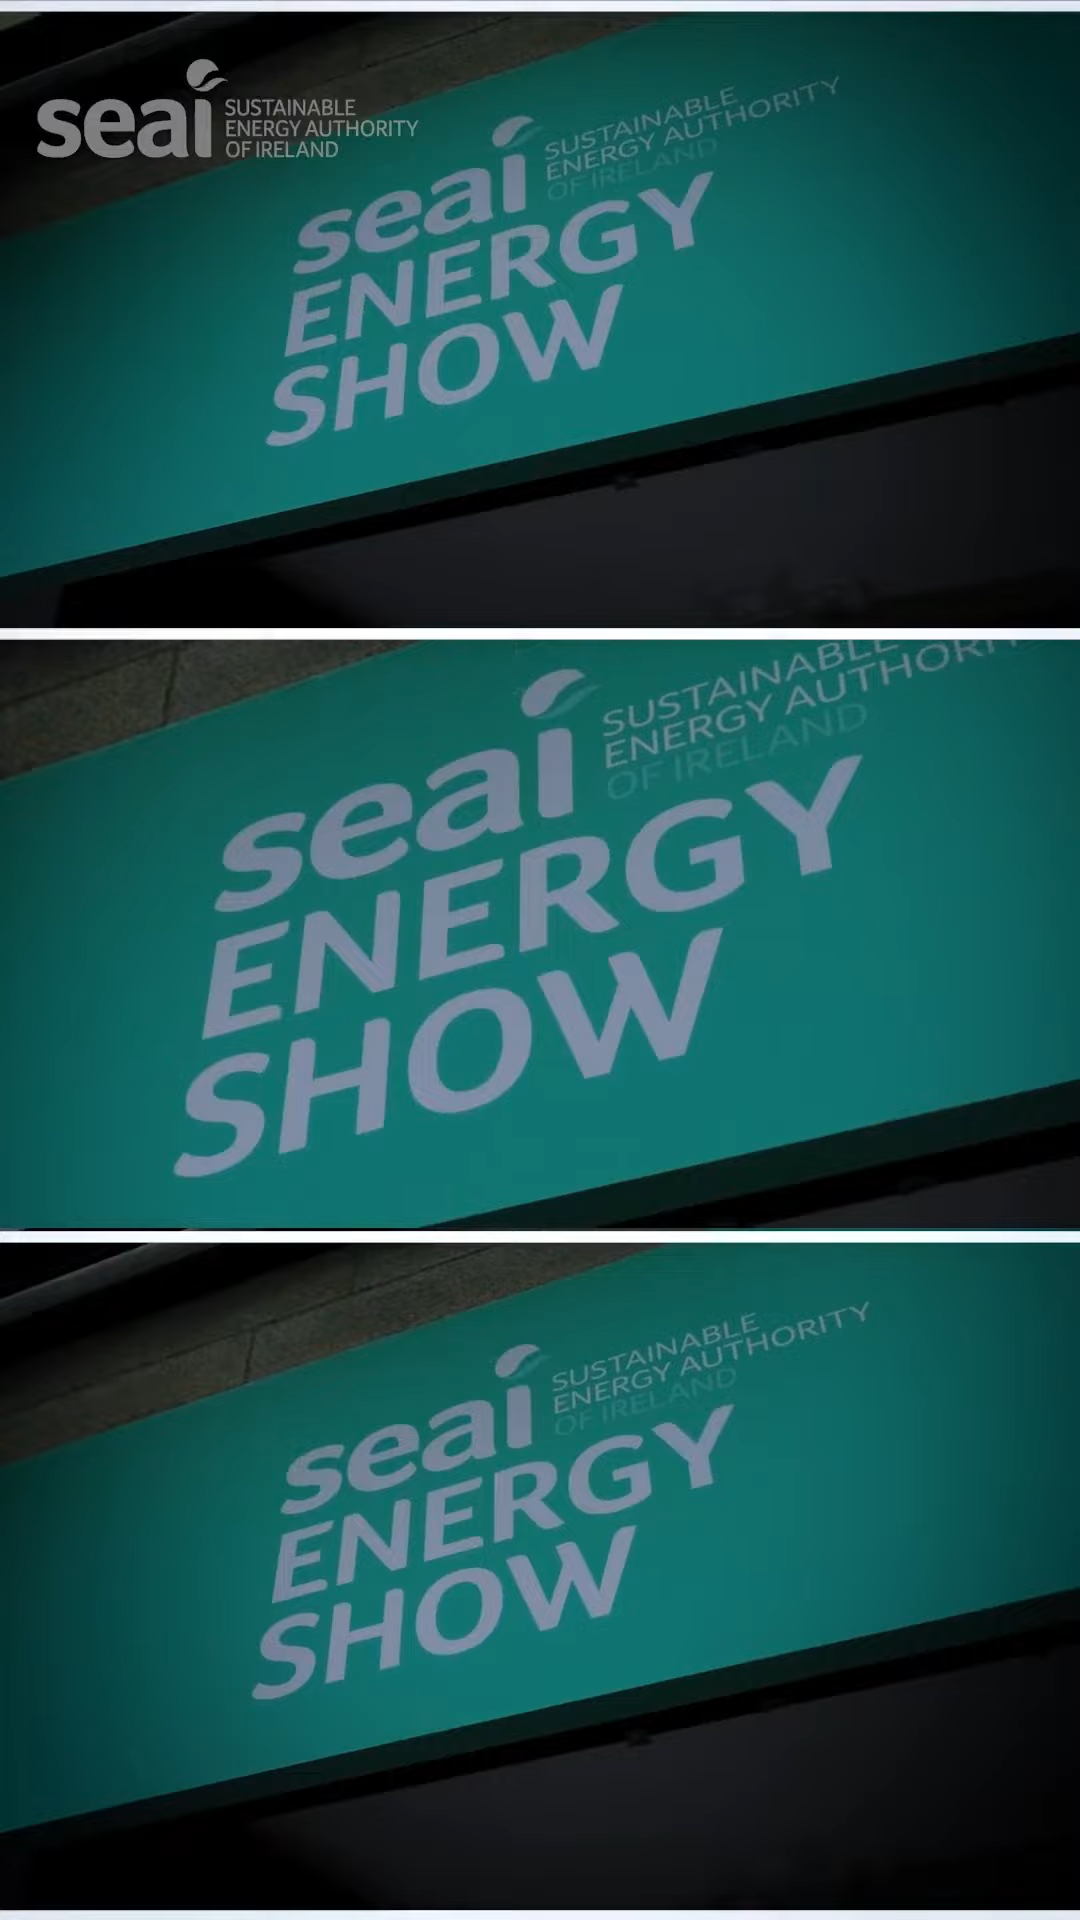 seai SUSTAINABLE
ENERGY AUTHORITY
OF IRELAND
seai SUSTAINABLE
ENERGY AUTHORITY
OF IRELAND
ENERGY
SHOW
seai SUSTAINABLE
ENERGY AUTHORITY
OF IRELAND
ENERGY
SHOW
seai SUSTAINABLE
ENERGY AUTHORITY
OF IRELAND
ENERGY
SHOW